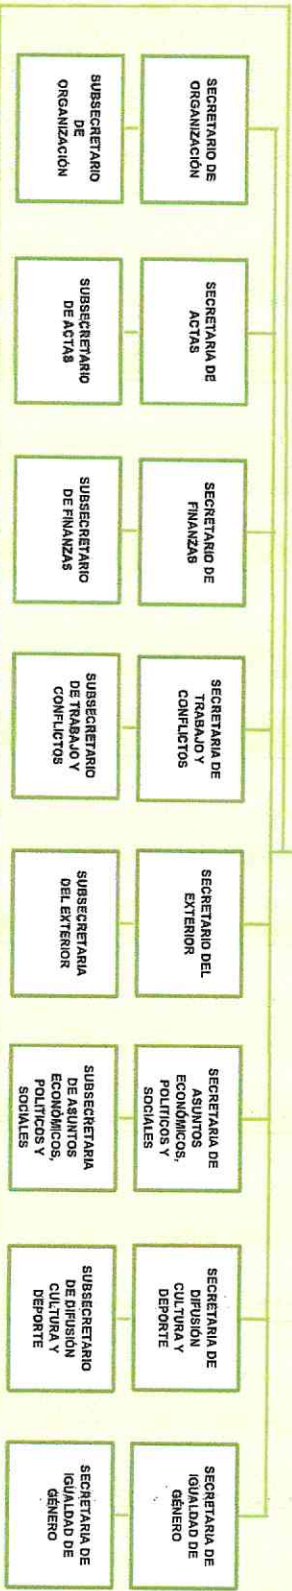 SECRETARIO DE
ORGANIZACIÓN
SUBSECRETARIO
DE
ORGANIZACIÓN
SECRETARIA DE
ACTAS
SUBSECRETARIO
DE ACTAS
SECRETARIO DE
FINANZAS
SUBSECRETARIO
DE FINANZAS
SECRETARIA DE
TRABAJO Y
CONFLICTOS
SUBSECRETARIO
DE TRABAJO Y
CONFLICTOS
SECRETARIO DEL
EXTERIOR
SUBSECRETARIA
DEL EXTERIOR
SECRETARIA DE
ASUNTOS
ECONÓMICOS,
POLITICOS Y
SOCIALES
SUBSECRETARIA
DE ASUNTOS
ECONÓMICOS,
POLITICOS Y
SOCIALES
SECRETARIA DE
DIFUSIÓN
CULTURA Y
DEPORTE
SUBSECRETARIO
DE DIFUSIÓN
CULTURA Y
DEPORTE
SECRETARIA DE
IGUALDAD DE
GÉNERO
SECRETARIA DE
IGUALDAD DE
GÉNERO